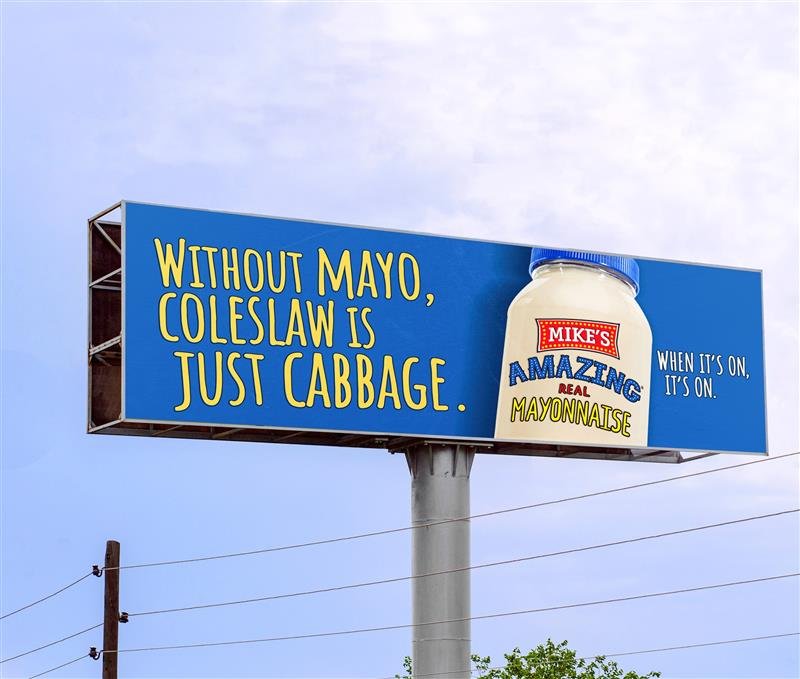 WITHOUT MAYO,
COLESLAW IS
JUST CABBAGE.
MIKE'S
AMAZING
REAL
MAYONNAISE
WHEN IT'S ON,
IT'S ON.